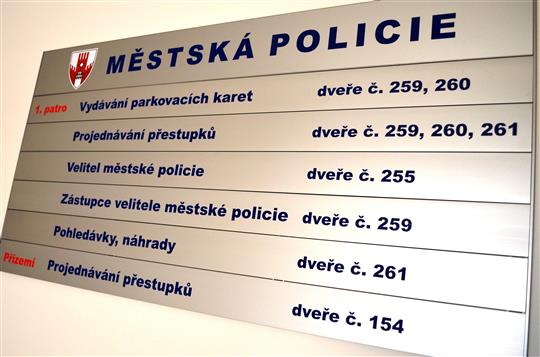 MĚSTSKÁ POLICIE
1. patro Vydávání parkovacích karet dveře č. 259, 260
Projednávání přestupků dveře č. 259, 260, 261
Velitel městské policie dveře č. 255
Zástupce velitele městské policie dveře č. 259
Pohledávky, náhrady dveře č. 261
Přízemí Projednávání přestupků dveře č. 154